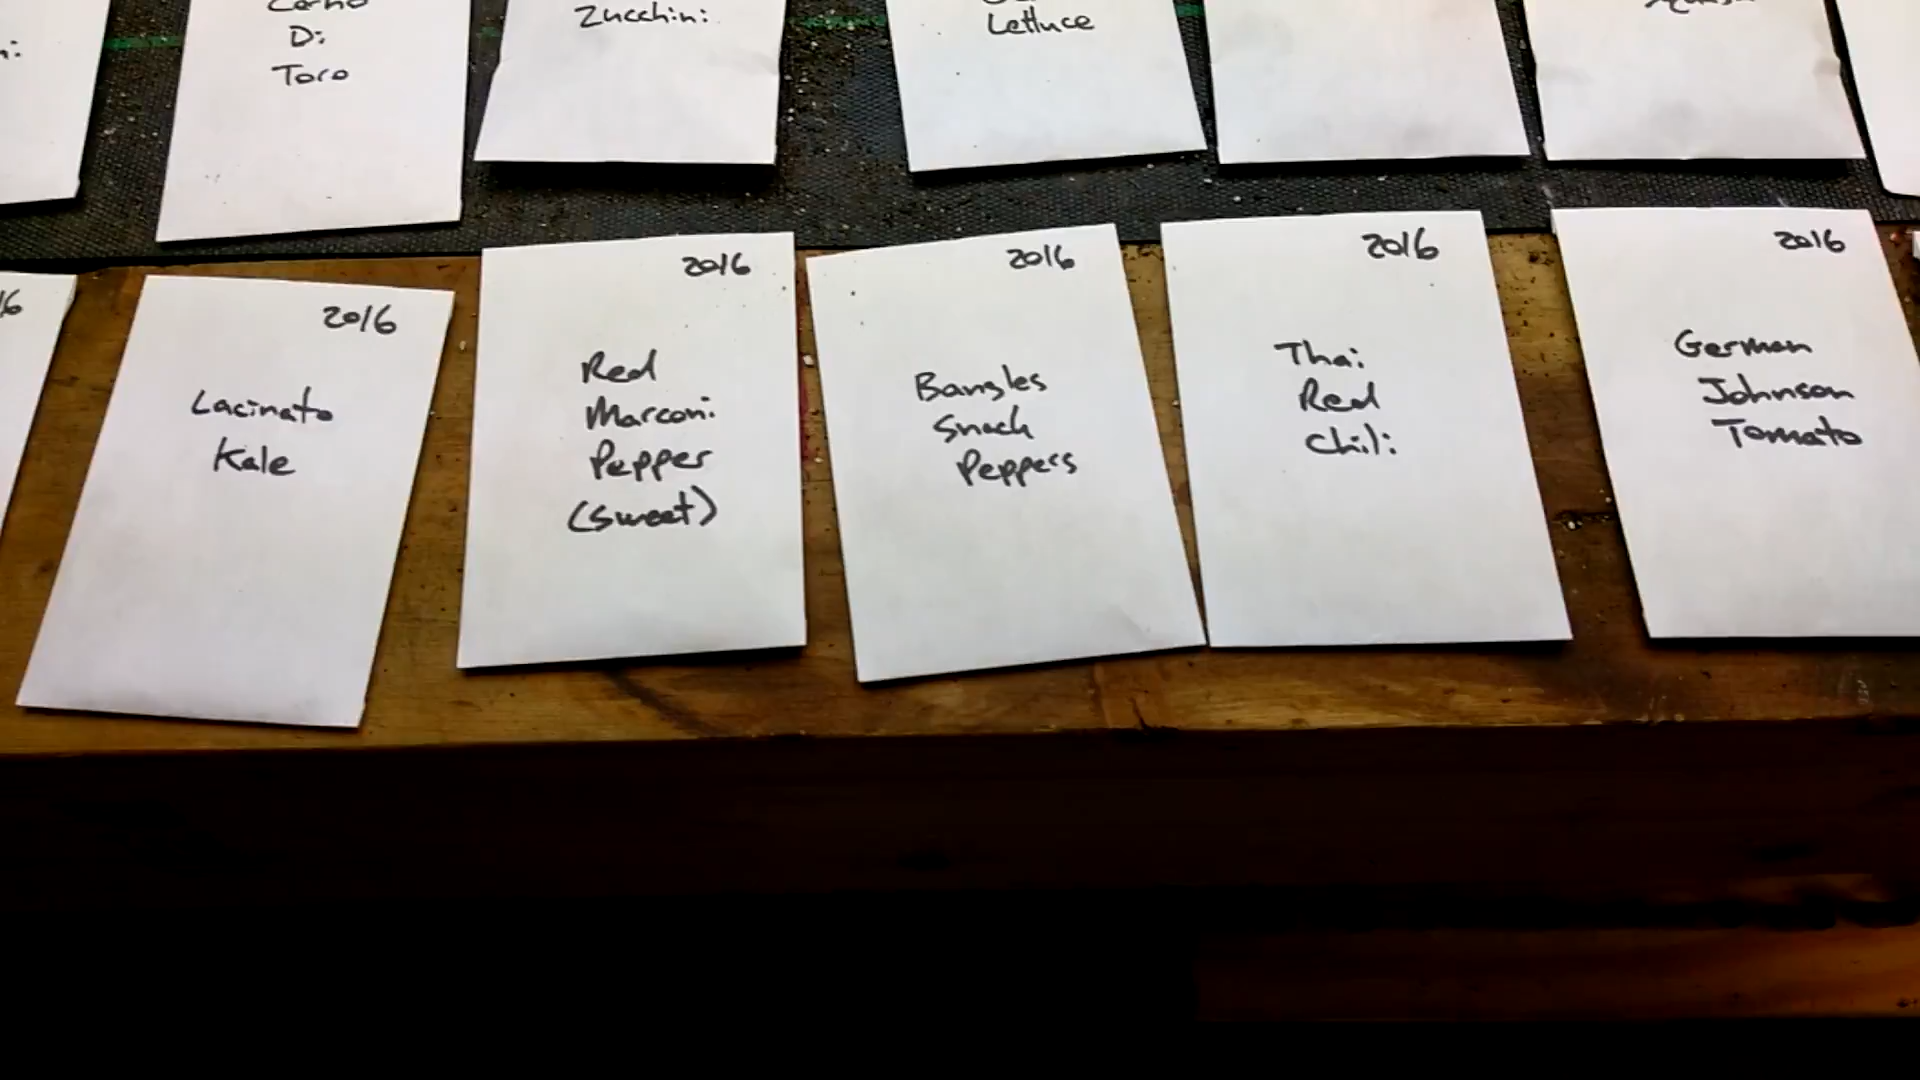 Corno
Di
Toro
Zucchini
Lettuce
2016
Lacinato
Kale
2016
Red
Marconi
Pepper
(sweet)
2016
Bangles
Snack
Peppers
2016
Thai
Red
Chili
2016
German
Johnson
Tomato